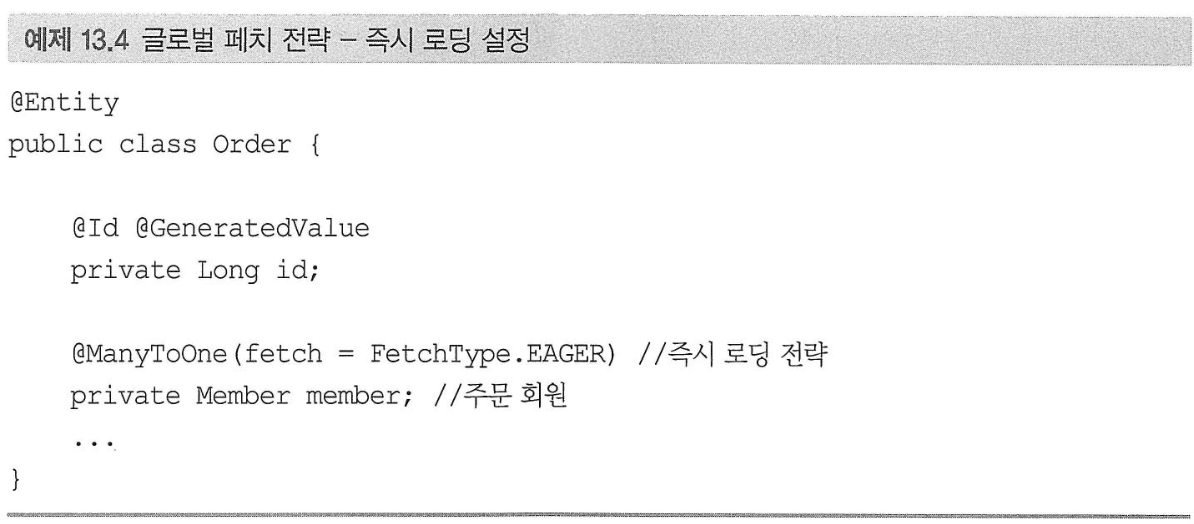 예제 13.4 글로벌 페치 전략 – 즉시 로딩 설정
@Entity
public class Order {
    @Id @GeneratedValue
    private Long id;
    @ManyToOne(fetch = FetchType.EAGER) //즉시 로딩 전략
    private Member member; //주문 회원
    ...
}